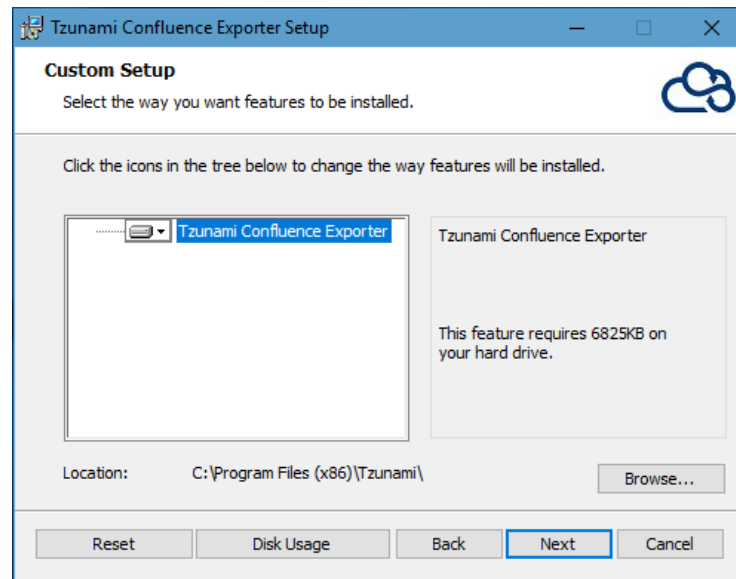 Tzunami Confluence Exporter Setup
Custom Setup
Select the way you want features to be installed.
Click the icons in the tree below to change the way features will be installed.
Tzunami Confluence Exporter
Tzunami Confluence Exporter
This feature requires 6825KB on
your hard drive.
Location: C:\Program Files (x86)\Tzunami\
Browse...
Reset Disk Usage Back Next Cancel